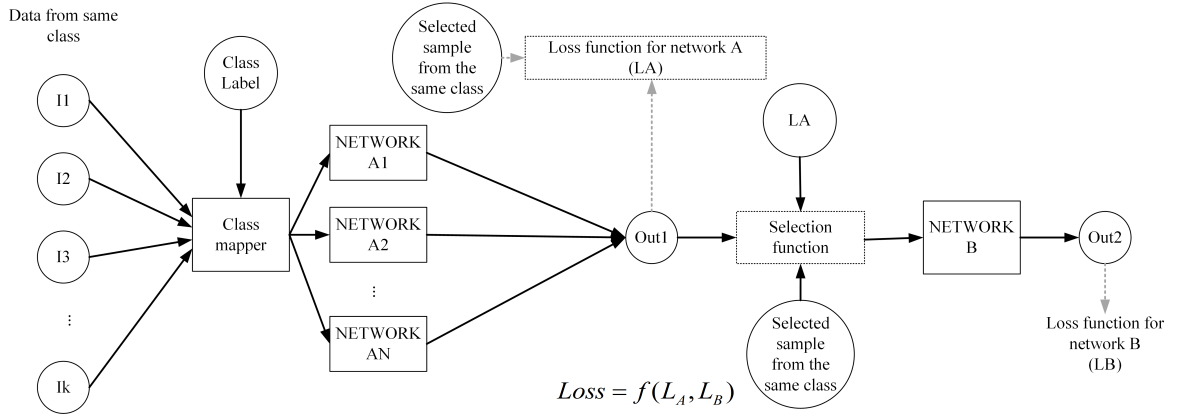 Data from same
class
I1
I2
I3
⋮
Ik
Class
Label
Class
mapper
NETWORK
A1
NETWORK
A2
⋮
NETWORK
AN
Selected
sample
from the
same class
Loss function for network A
(LA)
Out1
LA
Selection
function
Selected
sample
from the
same class
NETWORK
B
Out2
Loss function for
network B
(LB)
Loss = f(L_A, L_B)